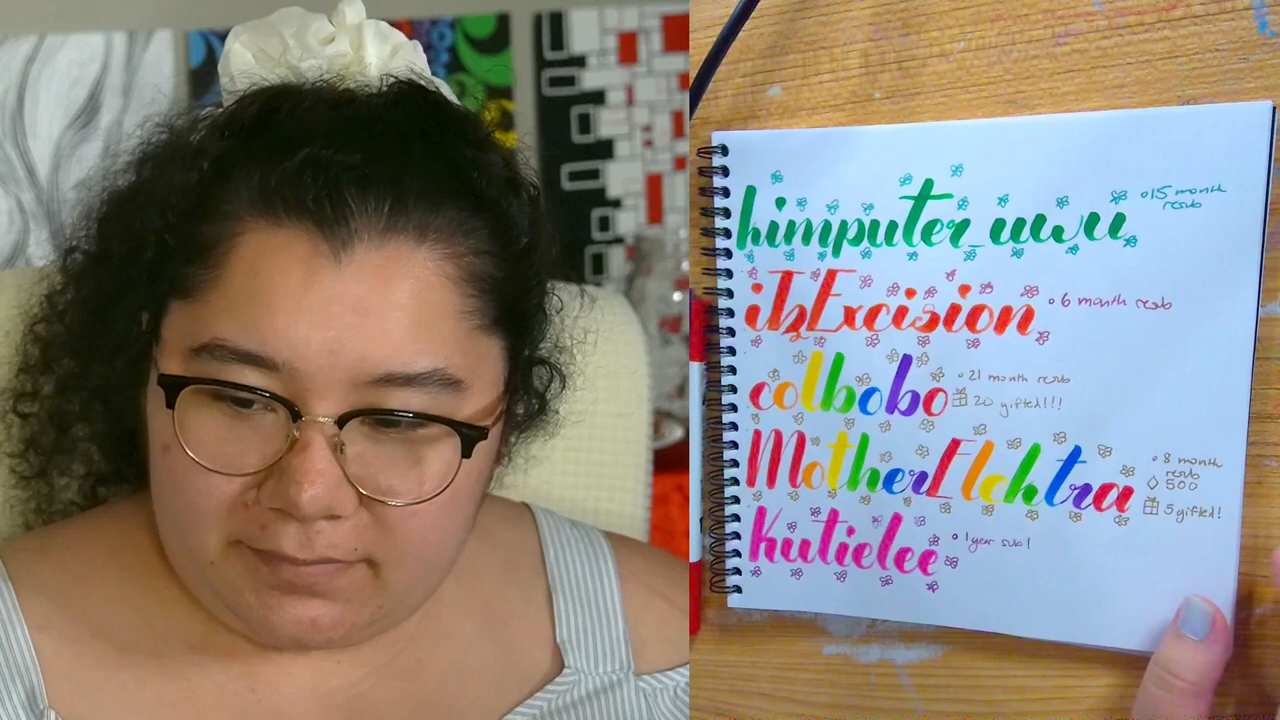 himputer_uwu
15 month
resub
ibExcision
6 month resub
colbobo
21 month resub
20 gifted!!!
MotherElektra
8 month
resub
500
5 gifted!
Kutielee
1 year sub!